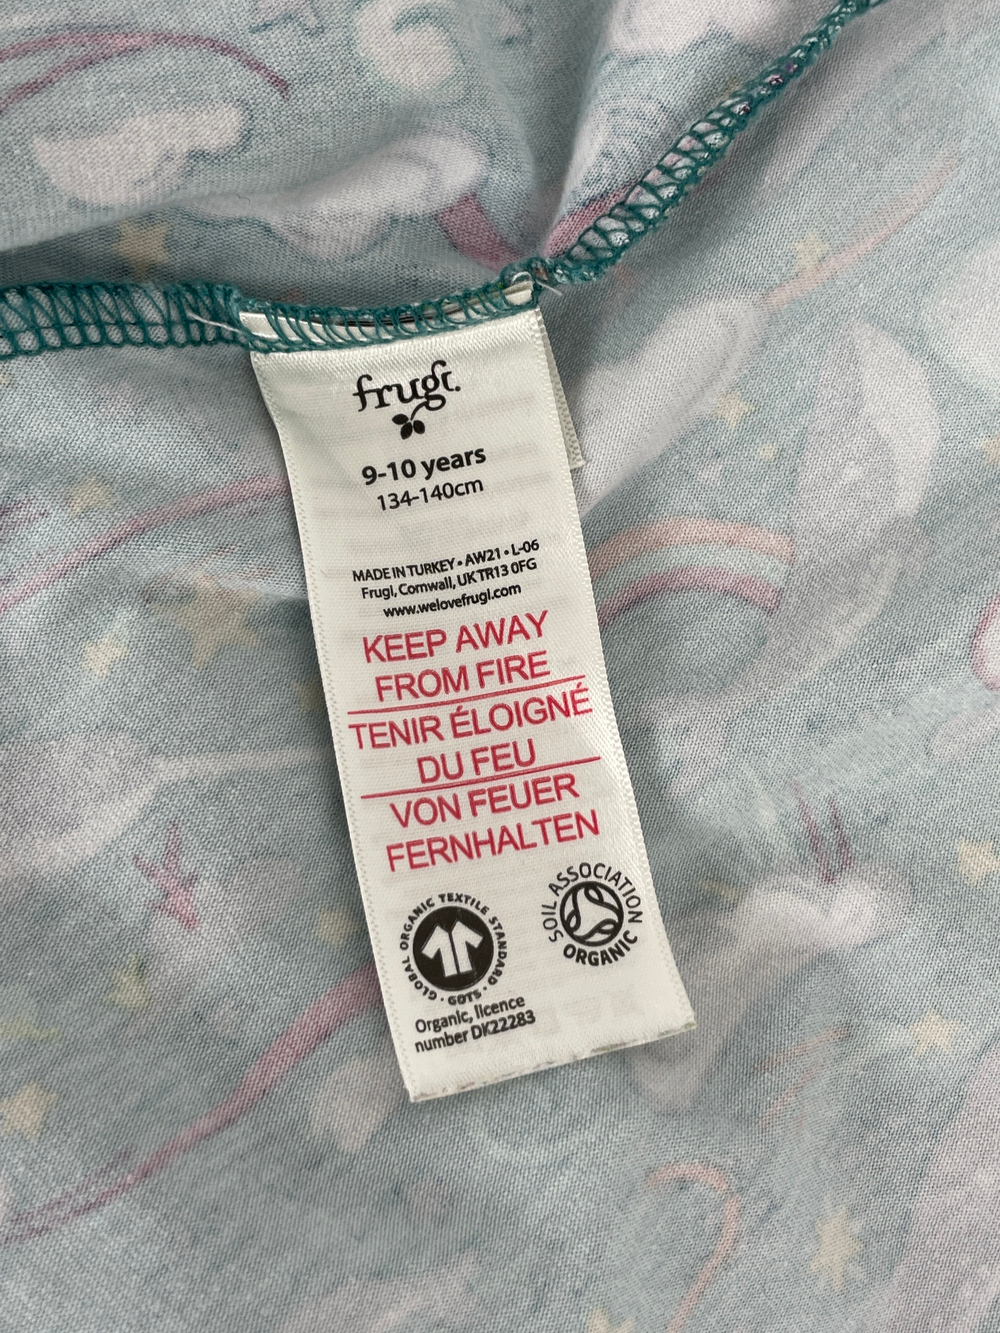 frugi.
9-10 years
134-140cm
MADE IN TURKEY • AW21 • L-06
Frugi, Cornwall, UK TR13 0FG
www.welovefrugi.com
KEEP AWAY
FROM FIRE
TENIR ÉLOIGNÉ
DU FEU
VON FEUER
FERNHALTEN
GLOBAL ORGANIC TEXTILE STANDARD · GOTS ·
SOIL ASSOCIATION
ORGANIC
Organic, licence
number DK22283